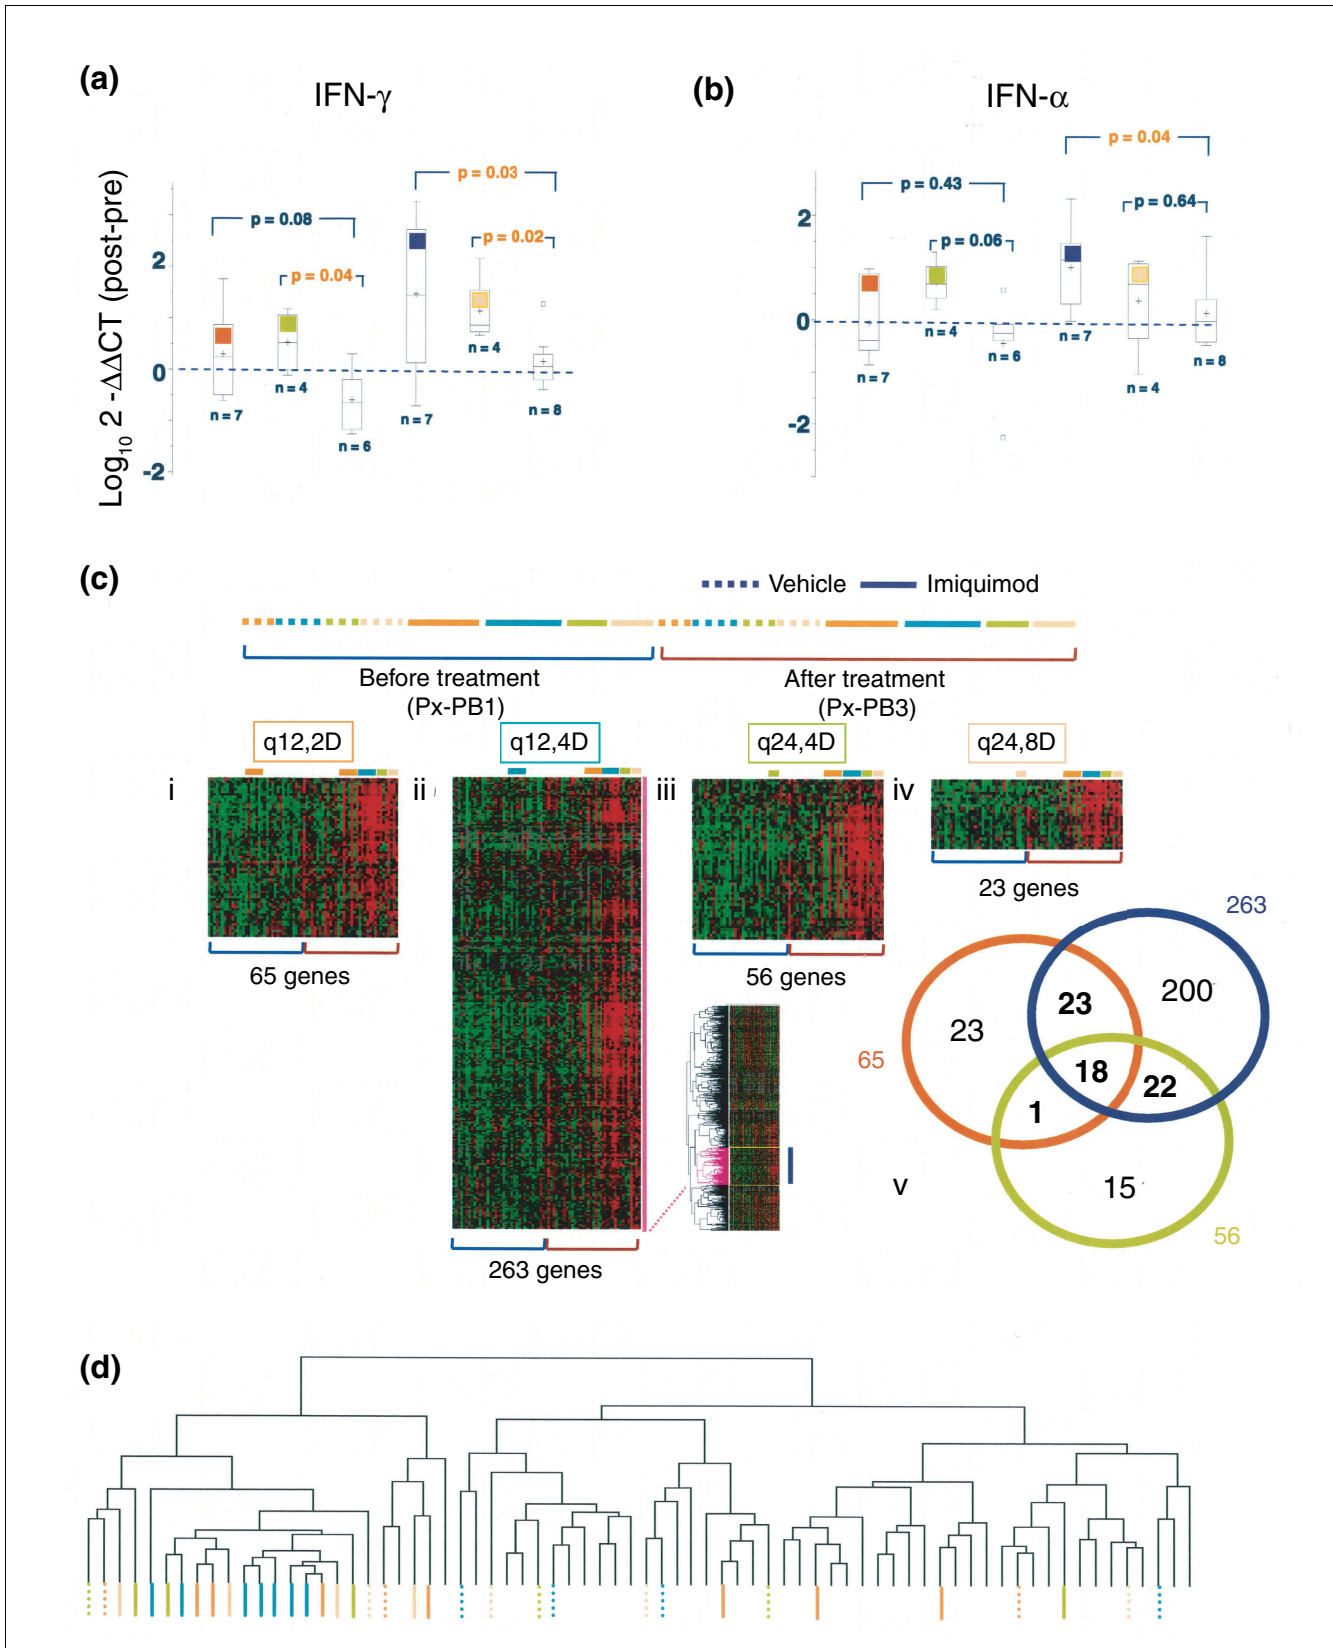 (a)
IFN-γ
Log10 2 -ΔΔCT (post-pre)
2
0
-2
p = 0.08
p = 0.04
p = 0.03
p = 0.02
n = 7
n = 4
n = 6
n = 7
n = 4
n = 8
(b)
IFN-α
2
0
-2
p = 0.43
p = 0.06
p = 0.04
p = 0.64
n = 7
n = 4
n = 6
n = 7
n = 4
n = 8
(c)
Vehicle
Imiquimod
Before treatment
(Px-PB1)
After treatment
(Px-PB3)
q12,2D
q12,4D
q24,4D
q24,8D
i
ii
iii
iv
65 genes
263 genes
56 genes
23 genes
263
65
56
23
23
200
18
22
1
15
v
(d)